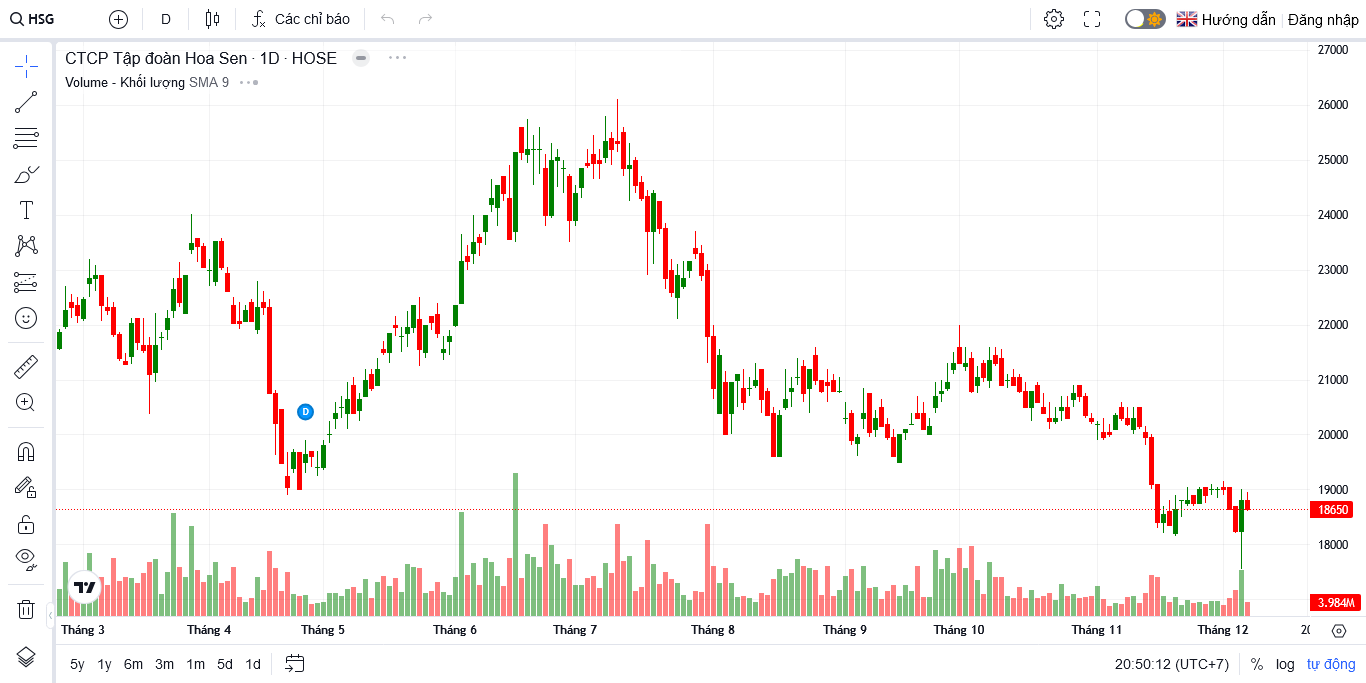 HSG D Các chỉ báo Hướng dẫn Đăng nhập
CTCP Tập đoàn Hoa Sen · 1D · HOSE
Volume - Khối lượng SMA 9
27000
26000
25000
24000
23000
22000
21000
20000
19000
18650
18000
3.984M
D
Tháng 3 Tháng 4 Tháng 5 Tháng 6 Tháng 7 Tháng 8 Tháng 9 Tháng 10 Tháng 11 Tháng 12
5y 1y 6m 3m 1m 5d 1d 20:50:12 (UTC+7) % log tự động